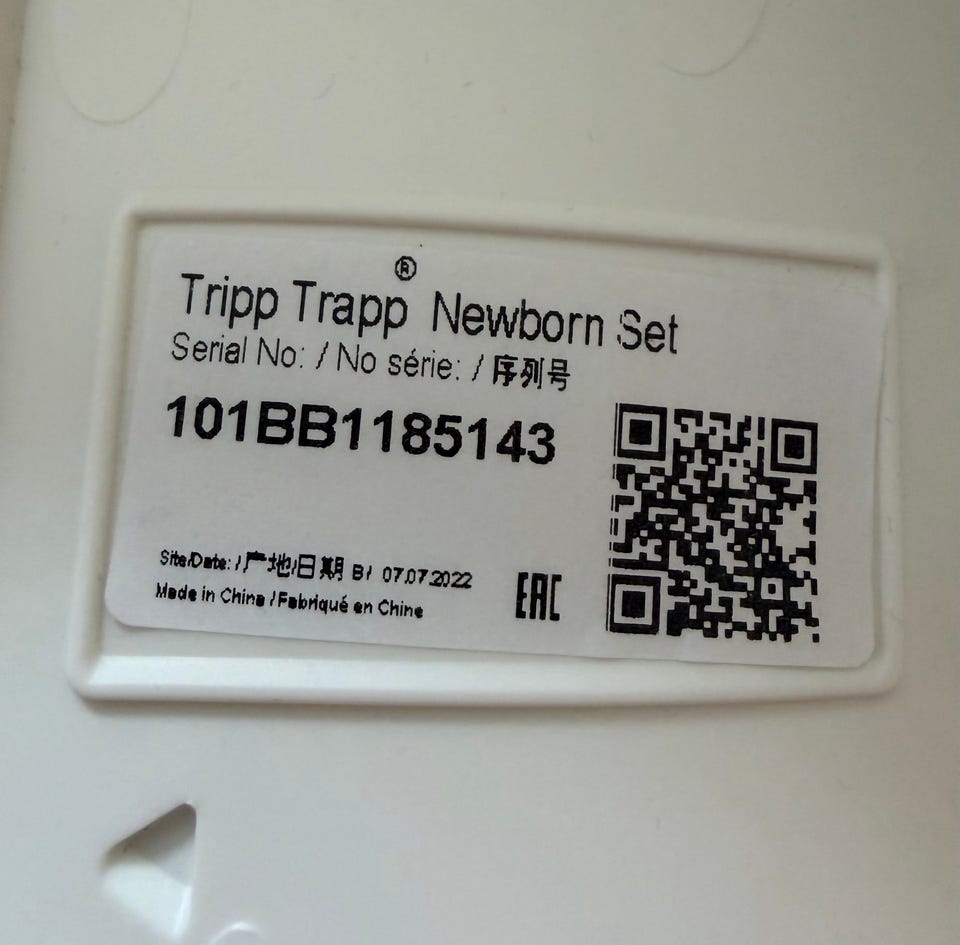 Tripp Trapp® Newborn Set
Serial No: / No série: / 序列号
101BB1185143
Site/Date: / 产地/日期 B/ 07.07.2022
Made in China / Fabriqué en Chine
EAC